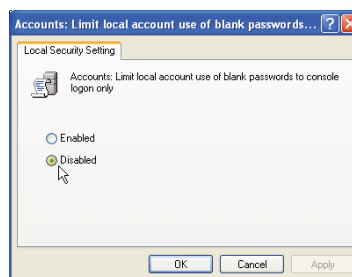 Accounts: Limit local account use of blank passwords...
Local Security Setting
Accounts: Limit local account use of blank passwords to console
logon only
Enabled
Disabled
OK
Cancel
Apply